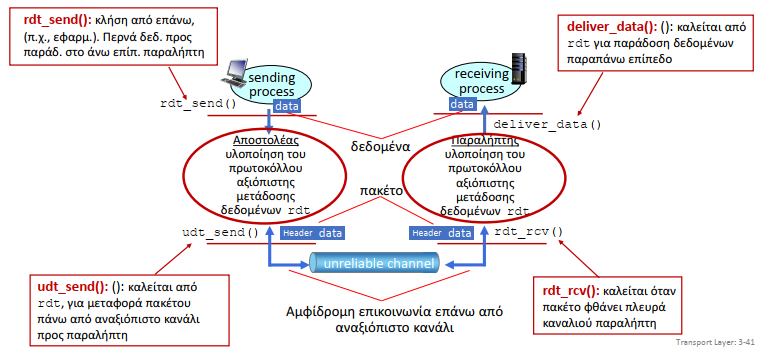 rdt_send(): κλήση από επάνω,
(π.χ., εφαρμ.). Περνά δεδ. προς
παράδ. στο άνω επίπ. παραλήπτη
deliver_data(): (): καλείται από
rdt για παράδοση δεδομένων
παραπάνω επίπεδο
sending
process
receiving
process
rdt_send()
data
data
deliver_data()
Αποστολέας
υλοποίηση του
πρωτοκόλλου
αξιόπιστης
μετάδοσης
δεδομένων rdt
δεδομένα
πακέτο
Παραλήπτης
υλοποίηση του
πρωτοκόλλου
αξιόπιστης
μετάδοσης
δεδομένων rdt
udt_send()
Header data
Header data
rdt_rcv()
unreliable channel
udt_send(): (): καλείται από
rdt, για μεταφορά πακέτου
πάνω από αναξιόπιστο κανάλι
προς παραλήπτη
Αμφίδρομη επικοινωνία επάνω από
αναξιόπιστο κανάλι
rdt_rcv(): καλείται όταν
πακέτο φθάνει πλευρά
καναλιού παραλήπτη
Transport Layer: 3-41